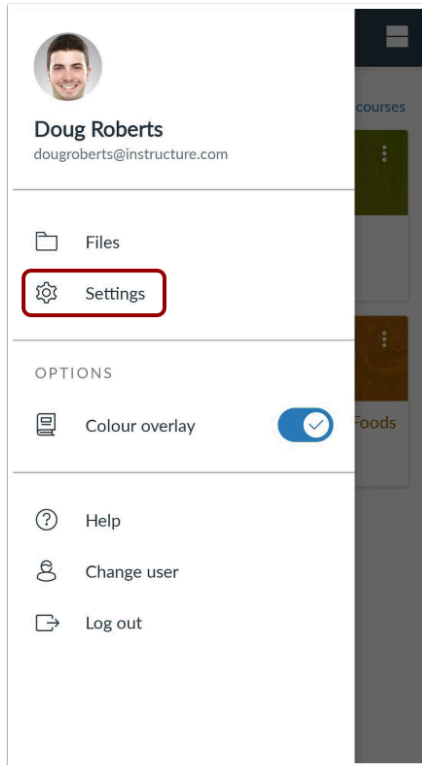 courses
Doug Roberts
dougroberts@instructure.com
Files
Settings
OPTIONS
Colour overlay
Foods
Help
Change user
Log out